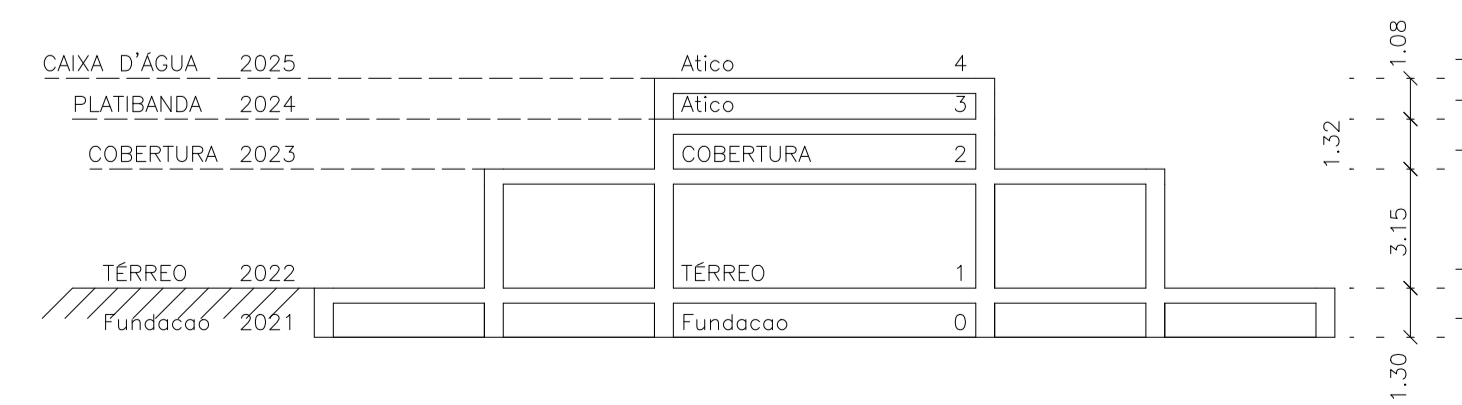 1.08
CAIXA D'ÁGUA 2025 Atico 4
PLATIBANDA 2024 Atico 3
1.32
COBERTURA 2023 COBERTURA 2
3.15
TÉRREO 2022 TÉRREO 1
Fundacao 2021 Fundacao 0
1.30